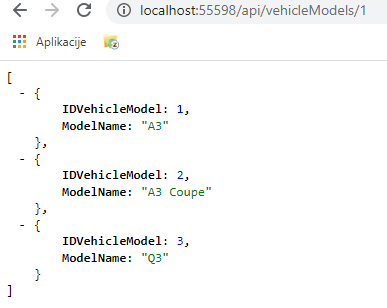 localhost:55598/api/vehicleModels/1
Aplikacije
[
- {
IDVehicleModel: 1,
ModelName: "A3"
},
- {
IDVehicleModel: 2,
ModelName: "A3 Coupe"
},
- {
IDVehicleModel: 3,
ModelName: "Q3"
}
]